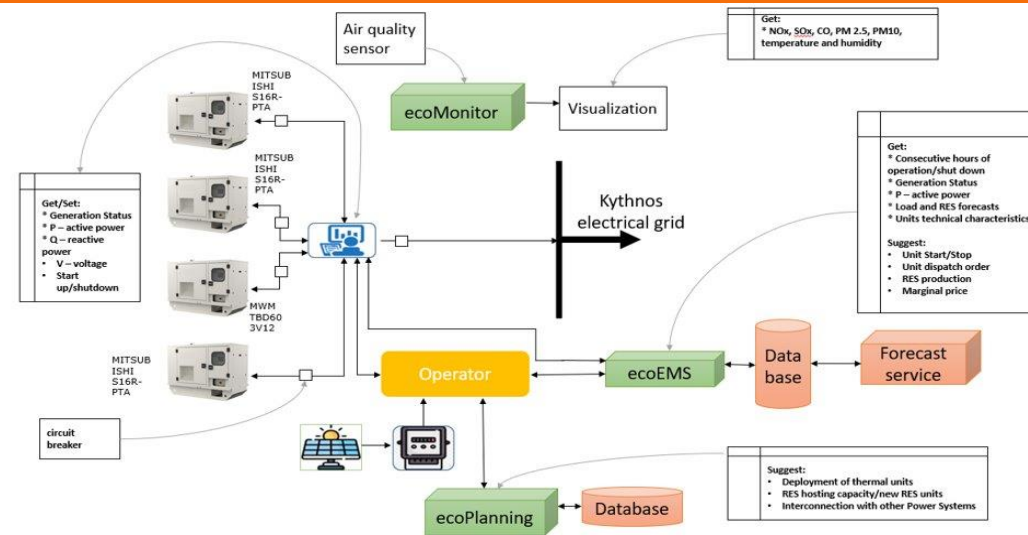 Air quality
sensor
Get:
* NOx, SOx, CO, PM 2.5, PM10,
temperature and humidity
ecoMonitor
Visualization
MITSUB
ISHI
S16R-
PTA
MITSUB
ISHI
S16R-
PTA
Get/Set:
* Generation Status
* P – active power
* Q – reactive
power
• V – voltage
• Start
up/shutdown
MWM
TBD60
3V12
MITSUB
ISHI
S16R-
PTA
circuit
breaker
Kythnos
electrical grid
Get:
* Consecutive hours of
operation/shut down
* Generation Status
* P – active power
* Load and RES forecasts
* Units technical characteristics
Suggest:
• Unit Start/Stop
• Unit dispatch order
• RES production
• Marginal price
Operator
ecoEMS
Data
base
Forecast
service
ecoPlanning
Database
Suggest:
• Deployment of thermal units
• RES hosting capacity/new RES units
• Interconnection with other Power Systems